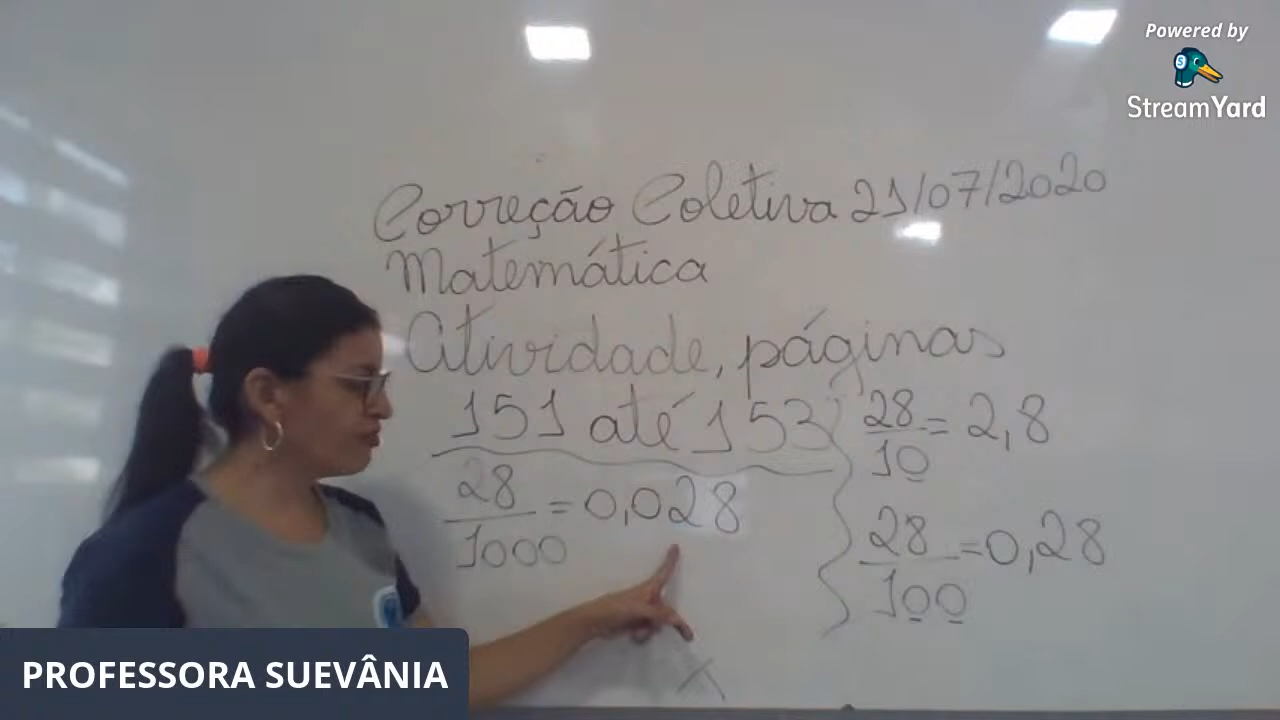 Powered by
StreamYard
Correção Coletiva 21/07/2020
Matemática
Atividade, páginas
151 até 153
28/10 = 2,8
28/1000 = 0,028
28/100 = 0,28
PROFESSORA SUEVÂNIA